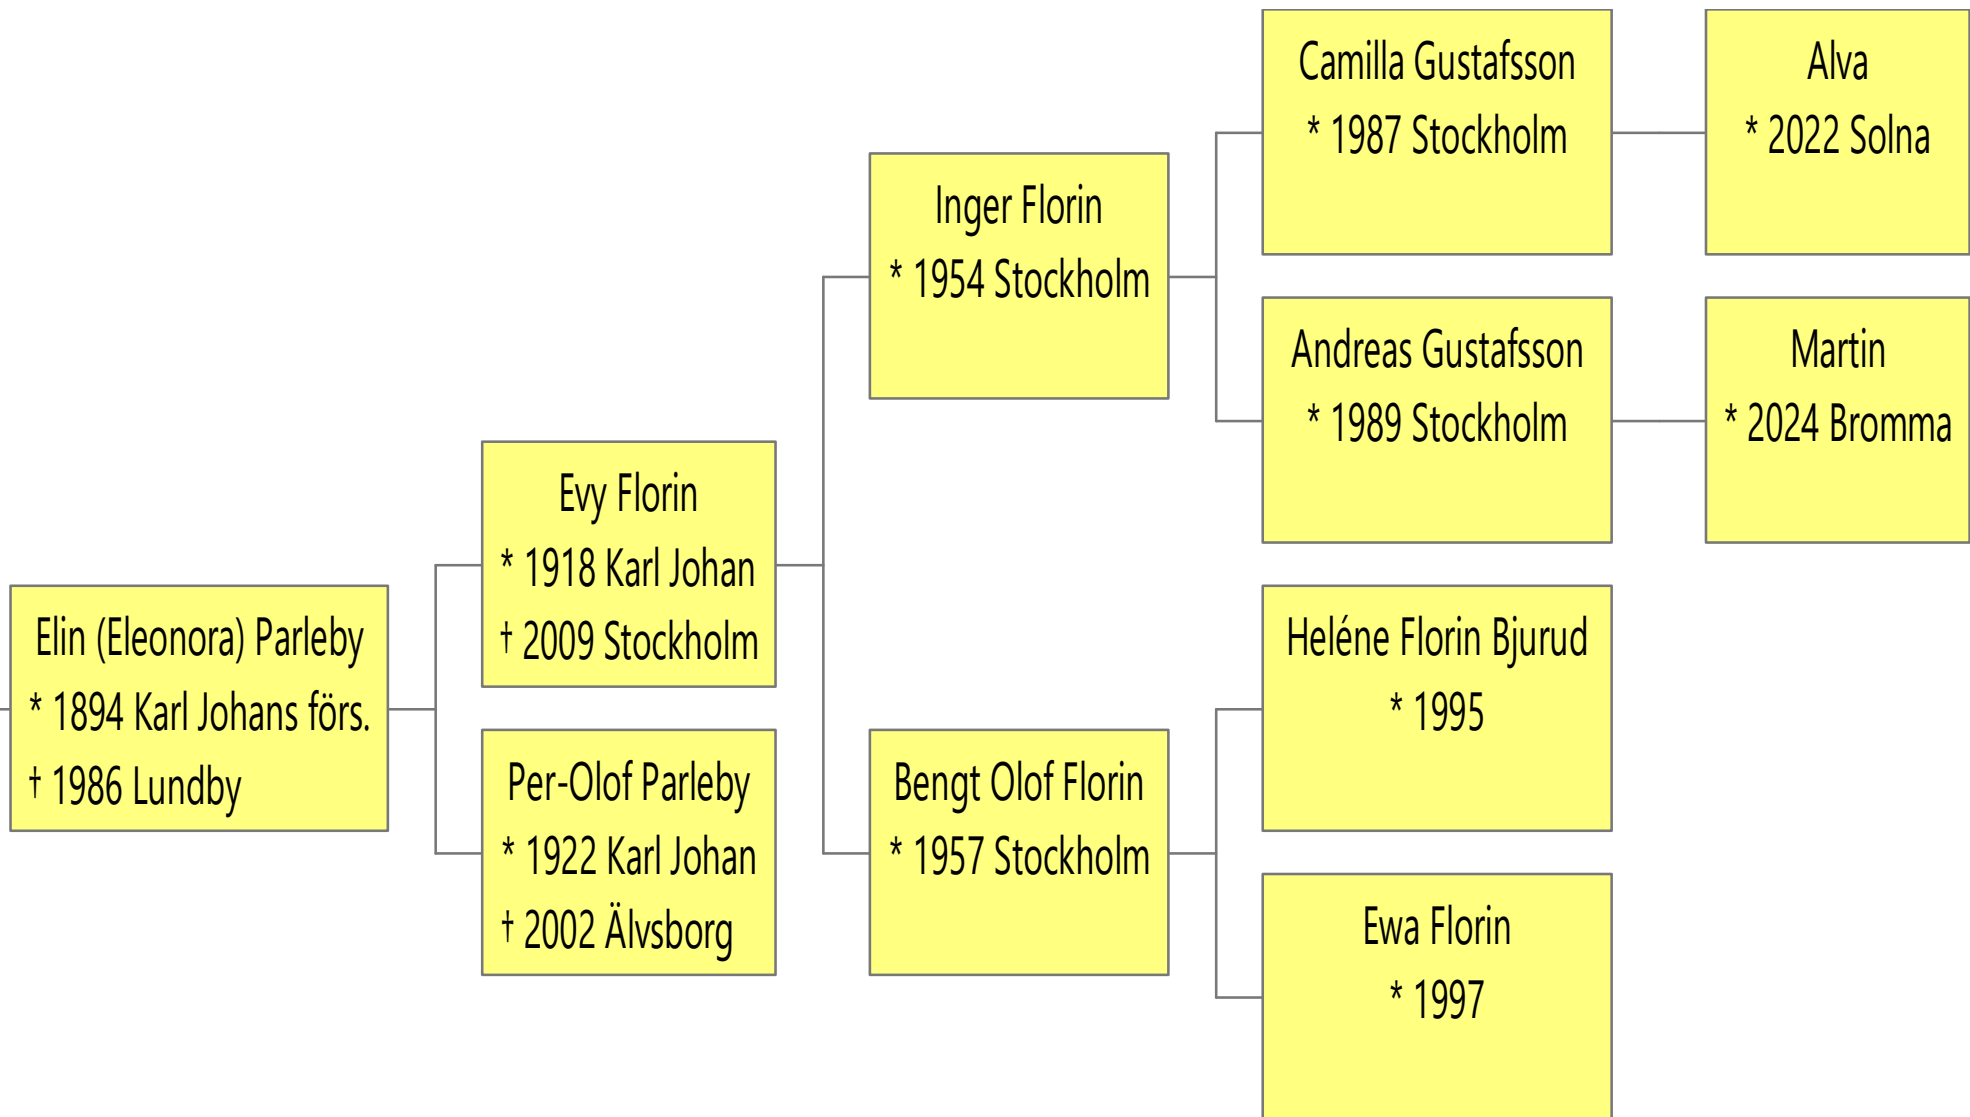 Camilla Gustafsson
* 1987 Stockholm
Alva
* 2022 Solna
Inger Florin
* 1954 Stockholm
Andreas Gustafsson
* 1989 Stockholm
Martin
* 2024 Bromma
Evy Florin
* 1918 Karl Johan
† 2009 Stockholm
Elin (Eleonora) Parleby
* 1894 Karl Johans förs.
† 1986 Lundby
Heléne Florin Bjurud
* 1995
Per-Olof Parleby
* 1922 Karl Johan
† 2002 Älvsborg
Bengt Olof Florin
* 1957 Stockholm
Ewa Florin
* 1997